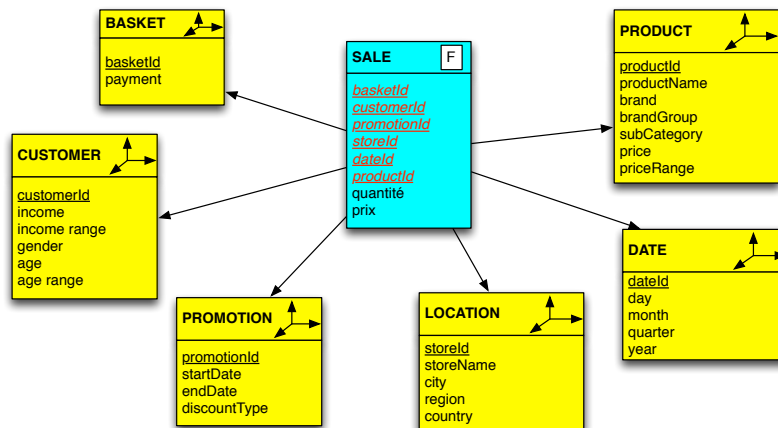 BASKET
basketId
payment
SALE
F
basketId
customerId
promotionId
storeId
dateId
productId
quantité
prix
PRODUCT
productId
productName
brand
brandGroup
subCategory
price
priceRange
CUSTOMER
customerId
income
income range
gender
age
age range
PROMOTION
promotionId
startDate
endDate
discountType
LOCATION
storeId
storeName
city
region
country
DATE
dateId
day
month
quarter
year